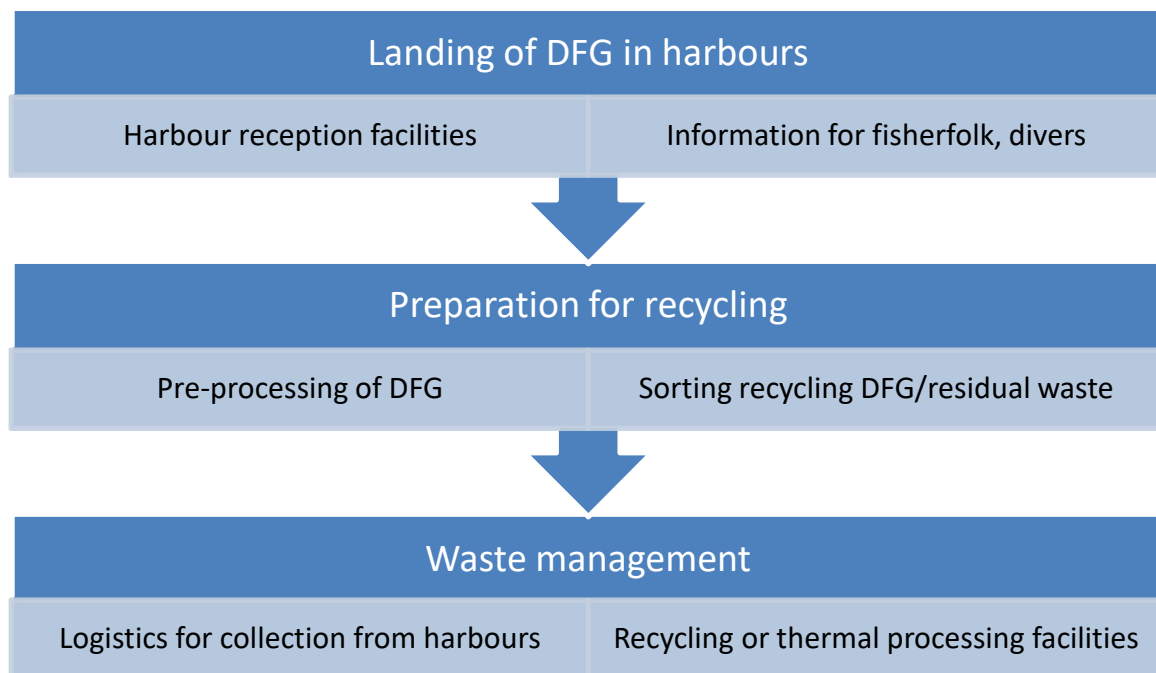 Landing of DFG in harbours
Harbour reception facilities
Information for fisherfolk, divers
Preparation for recycling
Pre-processing of DFG
Sorting recycling DFG/residual waste
Waste management
Logistics for collection from harbours
Recycling or thermal processing facilities